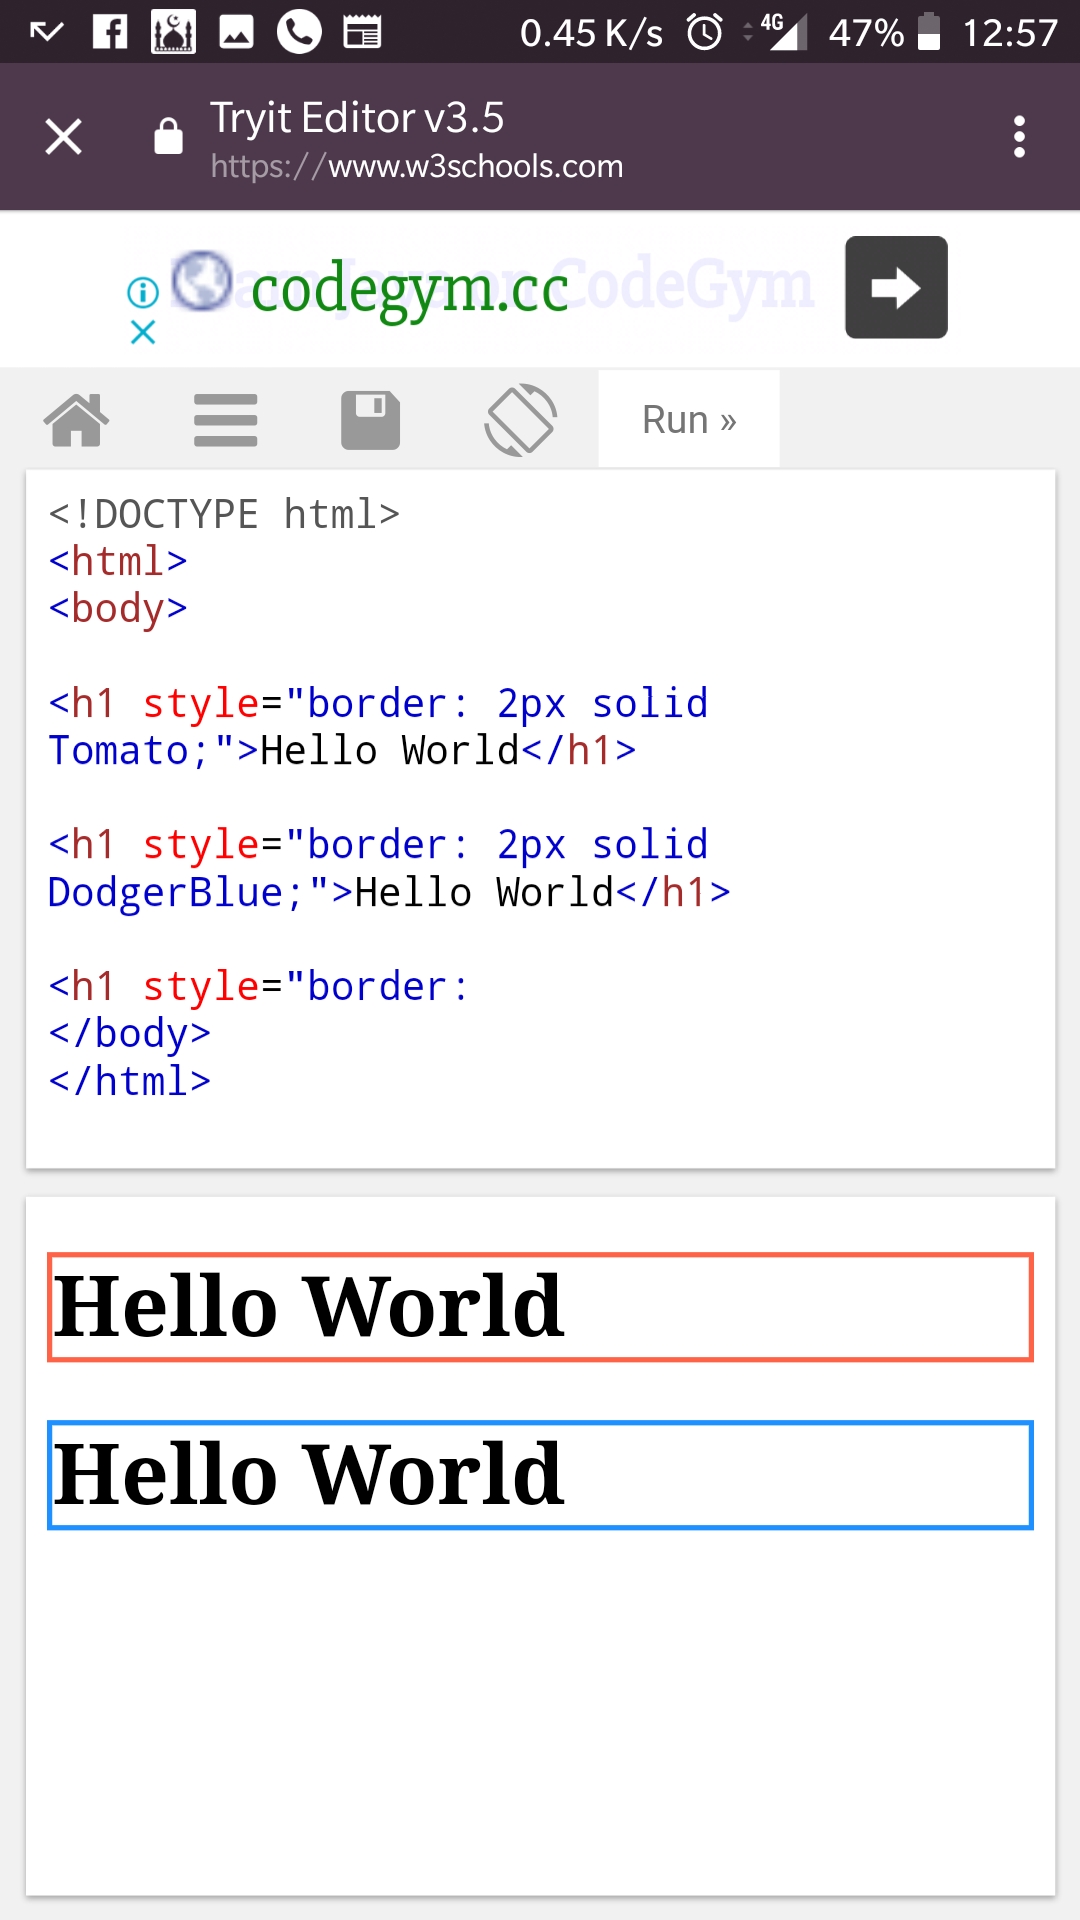 0.45 K/s 4G 47% 12:57
Tryit Editor v3.5
https://www.w3schools.com
codegym.cc
Run »
<!DOCTYPE html>
<html>
<body>
<h1 style="border: 2px solid
Tomato;">Hello World</h1>
<h1 style="border: 2px solid
DodgerBlue;">Hello World</h1>
<h1 style="border:
</body>
</html>
Hello World
Hello World